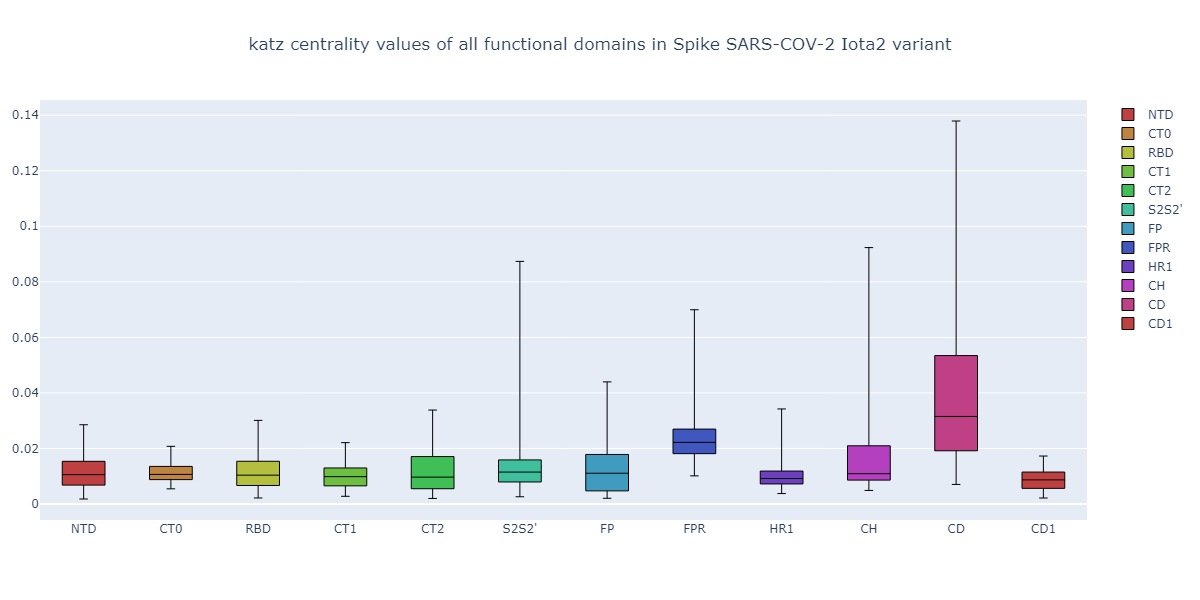 katz centrality values of all functional domains in Spike SARS-COV-2 Iota2 variant
0.14
0.12
0.1
0.08
0.06
0.04
0.02
0
NTD CT0 RBD CT1 CT2 S2S2' FP FPR HR1 CH CD CD1
NTD
CT0
RBD
CT1
CT2
S2S2'
FP
FPR
HR1
CH
CD
CD1